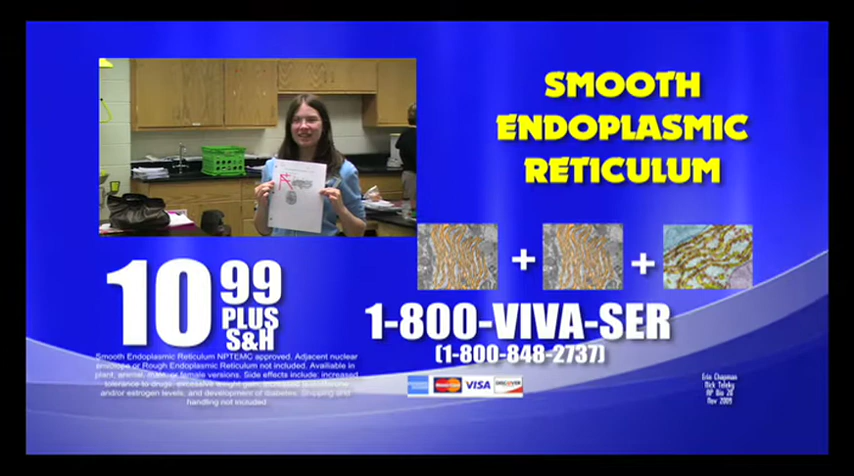 SMOOTH
ENDOPLASMIC
RETICULUM
A+
+ +
10 99
PLUS
S&H
1-800-VIVA-SER
(1-800-848-2737)
Smooth Endoplasmic Reticulum NPTEMC approved. Adjacent nuclear
envelope or Rough Endoplasmic Reticulum not included. Available in
plant, animal, male, or female versions. Side effects include: increased
tolerance to drugs, excessive weight gain, increased testosterone
and/or estrogen levels, and development of diabetes. Shipping and
handling not included
MasterCard VISA DISCOVER
Erin Chapman
Nick Teleky
AP Bio 2B
Nov 2009